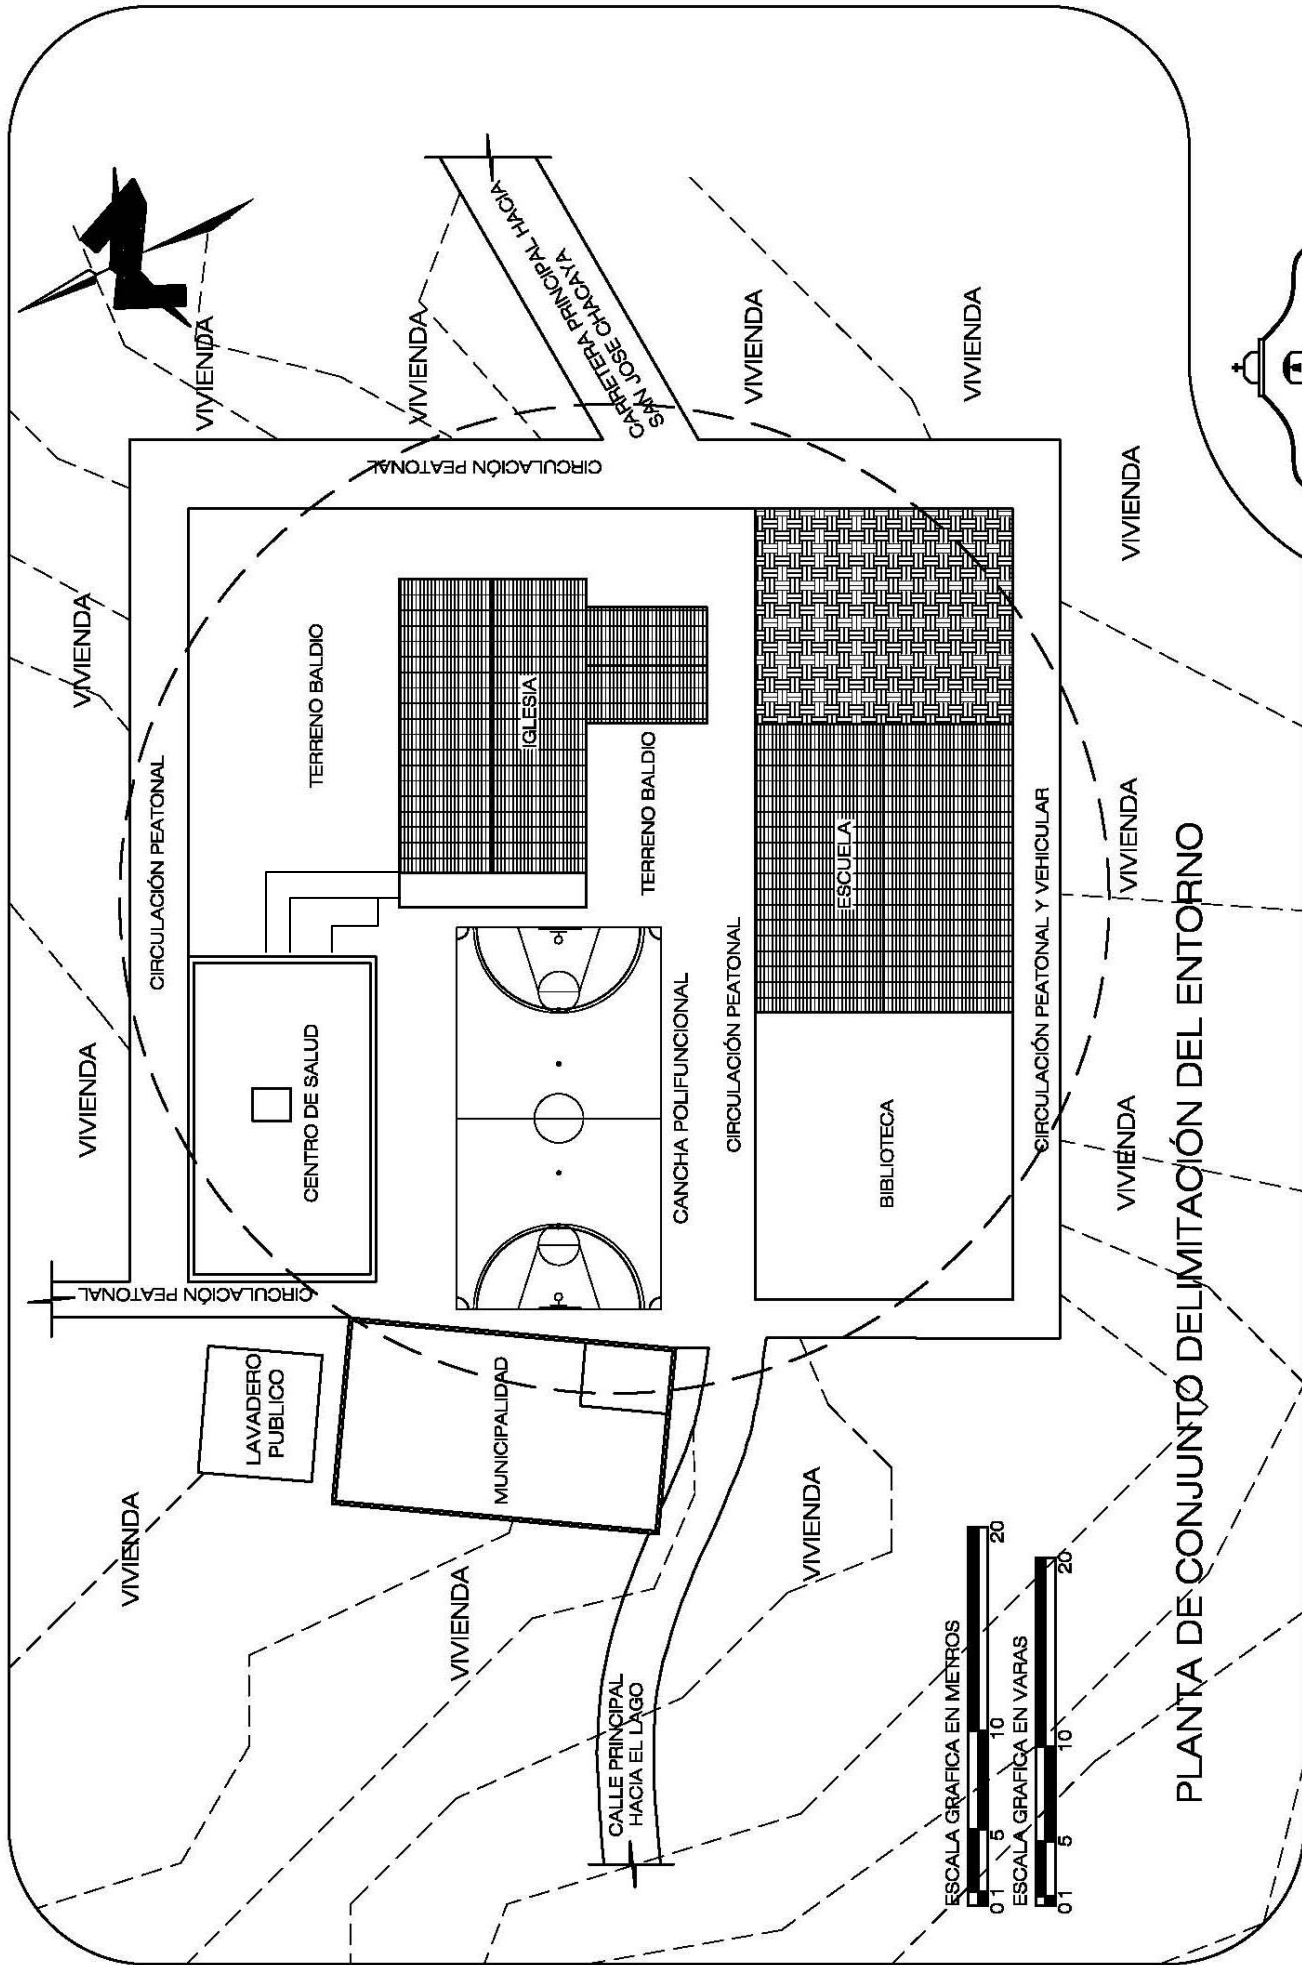 VIVIENDA
VIVIENDA
VIVIENDA
CIRCULACIÓN PEATONAL
CIRCULACIÓN PEATONAL
LAVADERO
PUBLICO
CENTRO DE SALUD
TERRENO BALDIO
VIVIENDA
CIRCULACIÓN PEATONAL
VIVIENDA
VIVIENDA
MUNICIPALIDAD
IGLESIA
CARRETERA PRINCIPAL HACIA
SAN JOSE CHACAYA
CALLE PRINCIPAL
HACIA EL LAGO
CANCHA POLIFUNCIONAL
TERRENO BALDIO
CIRCULACIÓN PEATONAL
VIVIENDA
VIVIENDA
ESCUELA
BIBLIOTECA
VIVIENDA
ESCALA GRAFICA EN METROS
0 1 5 10 20
ESCALA GRAFICA EN VARAS
0 1 5 10 20
CIRCULACIÓN PEATONAL Y VEHICULAR
VIVIENDA
VIVIENDA
VIVIENDA
PLANTA DE CONJUNTO DELIMITACIÓN DEL ENTORNO